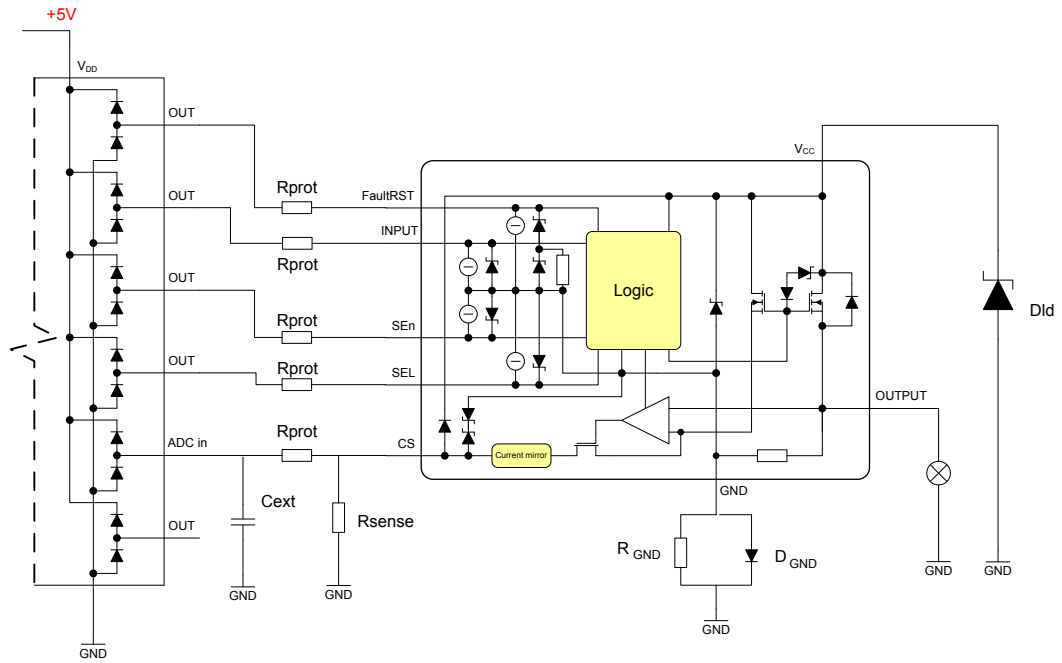 +5V
VDD
OUT
VCC
Rprot
FaultRST
OUT
INPUT
Rprot
OUT
Logic
Dld
Rprot
SEn
OUT
Rprot
SEL
OUTPUT
ADC in
Rprot
CS
Current mirror
GND
Cext
Rsense
OUT
R GND
D GND
GND
GND
GND
GND
GND
GND